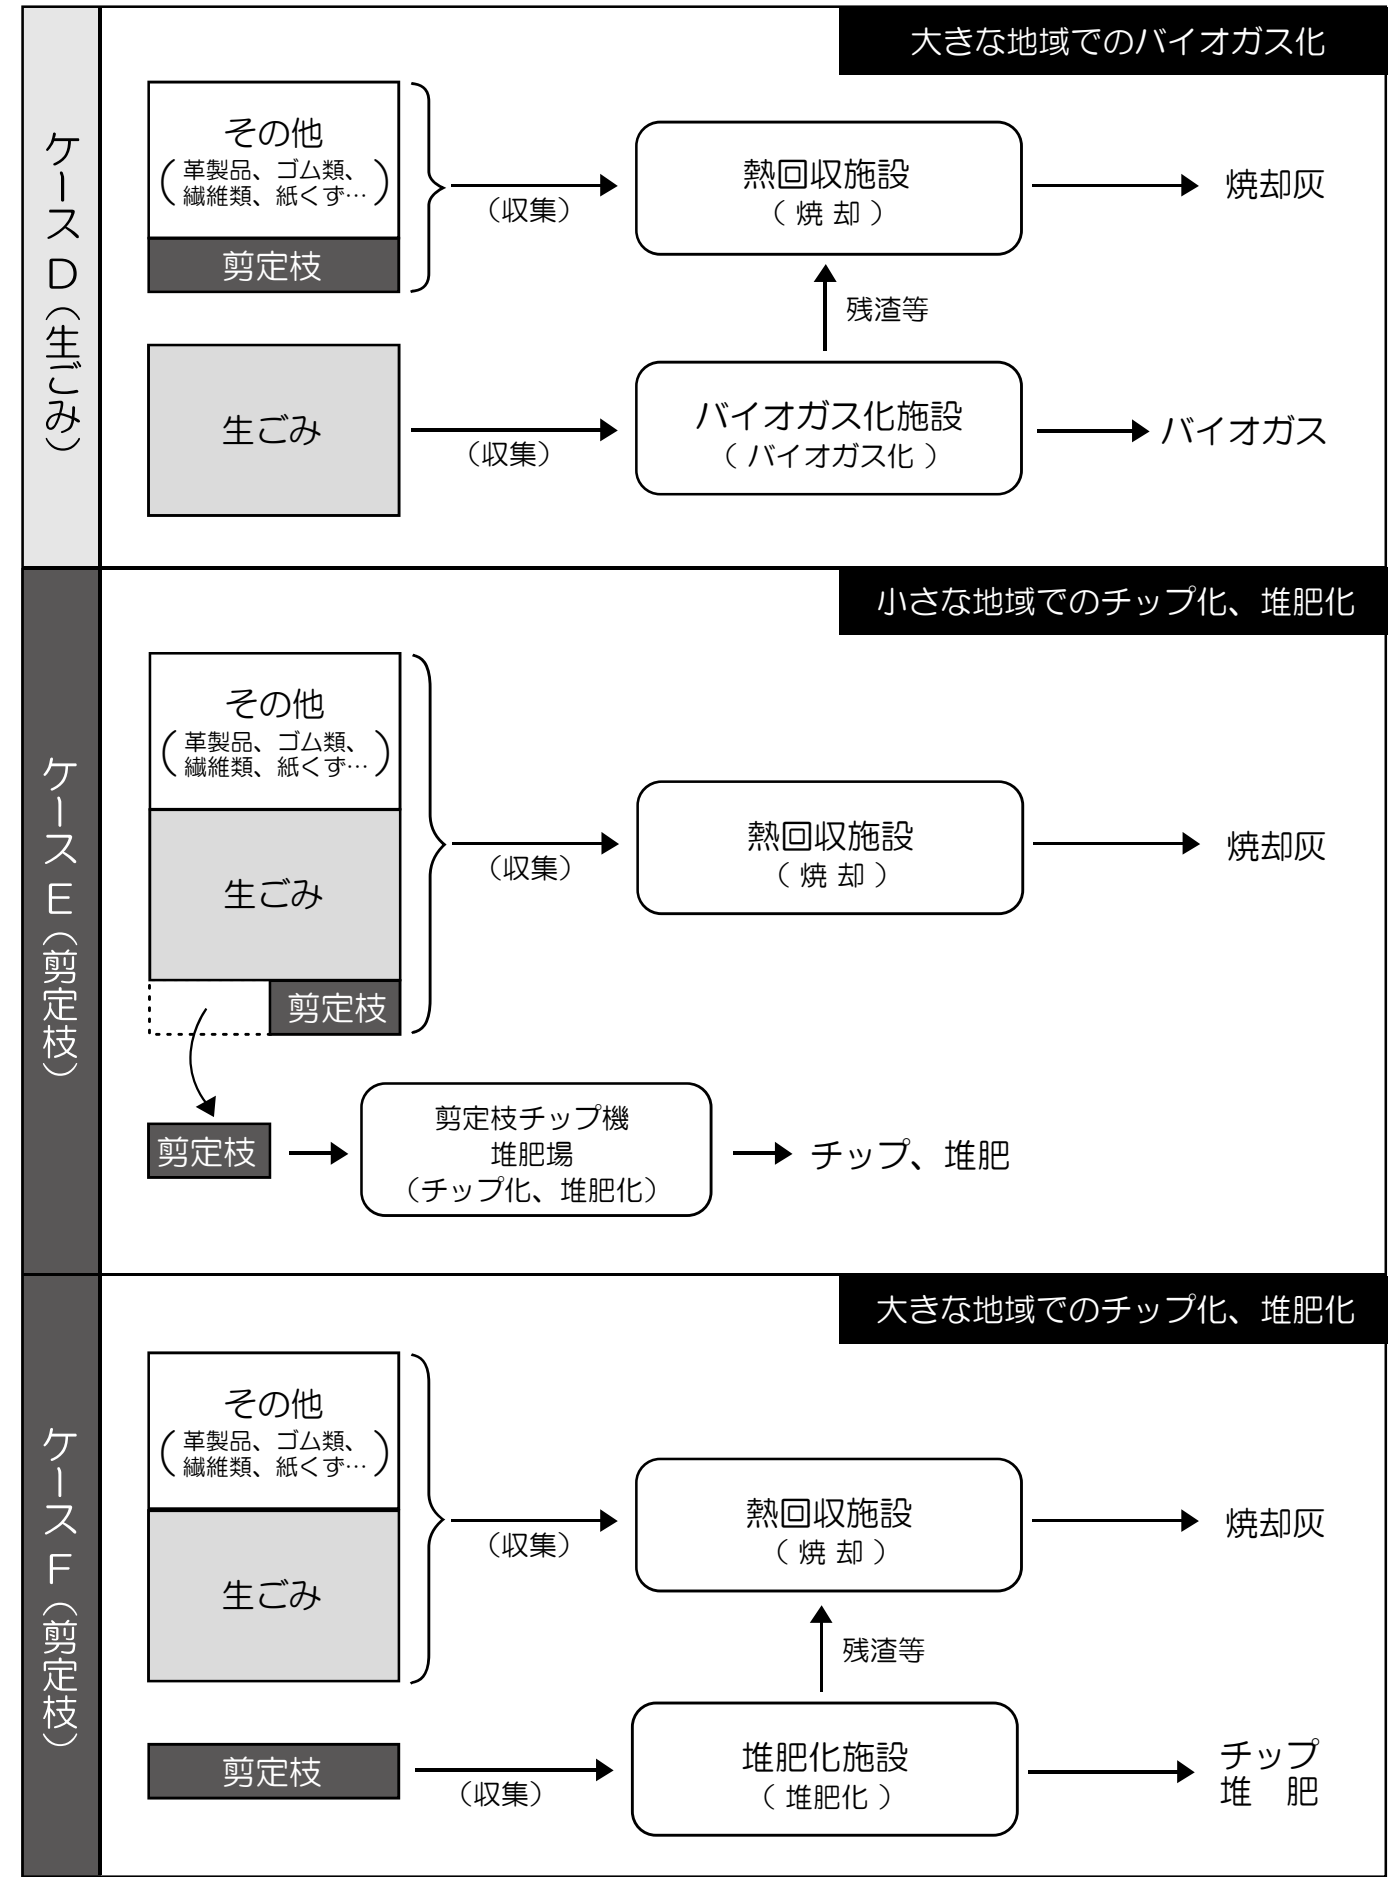 ケースD（生ごみ）
大きな地域でのバイオガス化
その他
（革製品、ゴム類、
繊維類、紙くず…）
剪定枝
（収集）
熱回収施設
（焼却）
焼却灰
残渣等
生ごみ
（収集）
バイオガス化施設
（バイオガス化）
バイオガス
ケースE（剪定枝）
小さな地域でのチップ化、堆肥化
その他
（革製品、ゴム類、
繊維類、紙くず…）
生ごみ
剪定枝
（収集）
熱回収施設
（焼却）
焼却灰
剪定枝
剪定枝チップ機
堆肥場
（チップ化、堆肥化）
チップ、堆肥
ケースF（剪定枝）
大きな地域でのチップ化、堆肥化
その他
（革製品、ゴム類、
繊維類、紙くず…）
生ごみ
（収集）
熱回収施設
（焼却）
焼却灰
残渣等
剪定枝
（収集）
堆肥化施設
（堆肥化）
チップ
堆　肥